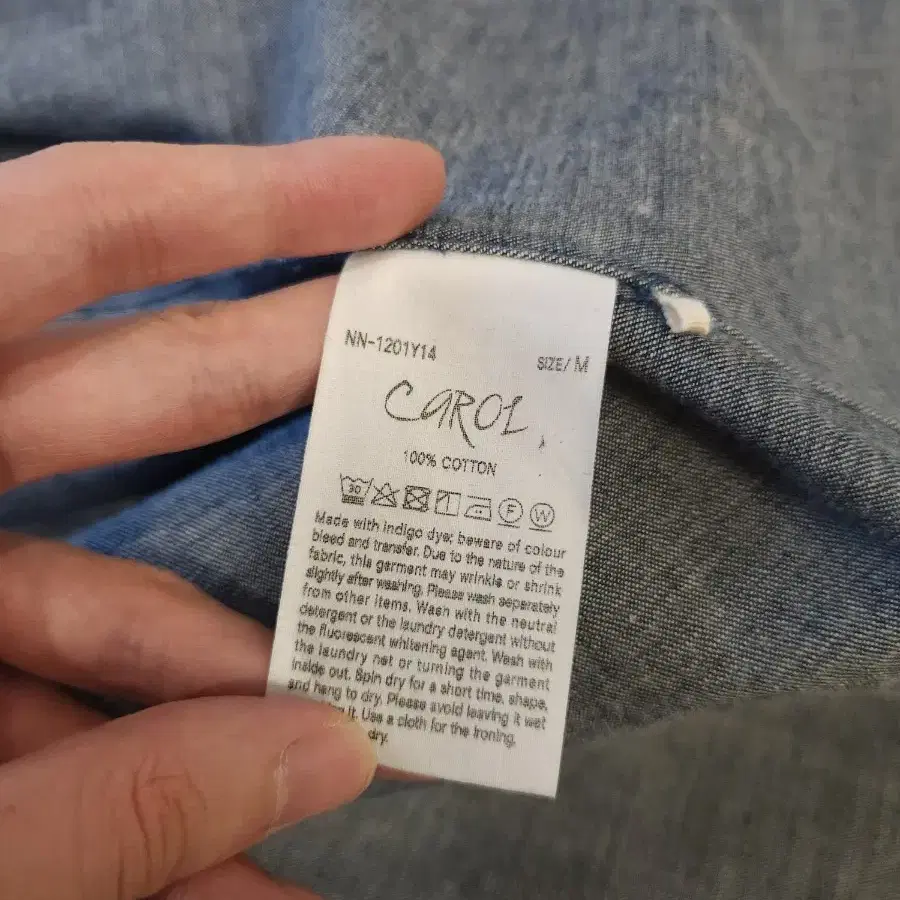 NN-1201Y14
SIZE/ M
CAROL,
100% COTTON
30 F W
Made with indigo dye; beware of colour
bleed and transfer. Due to the nature of the
fabric, this garment may wrinkle or shrink
slightly after washing. Please wash seperately
from other items. Wash with the neutral
detergent or the laundry detergent without
the fluorescent whitening agent. Wash with
the laundry net or turning the garment
inside out. Spin dry for a short time, shape,
and hang to dry. Please avoid leaving it wet
it. Use a cloth for the ironing.
dry.